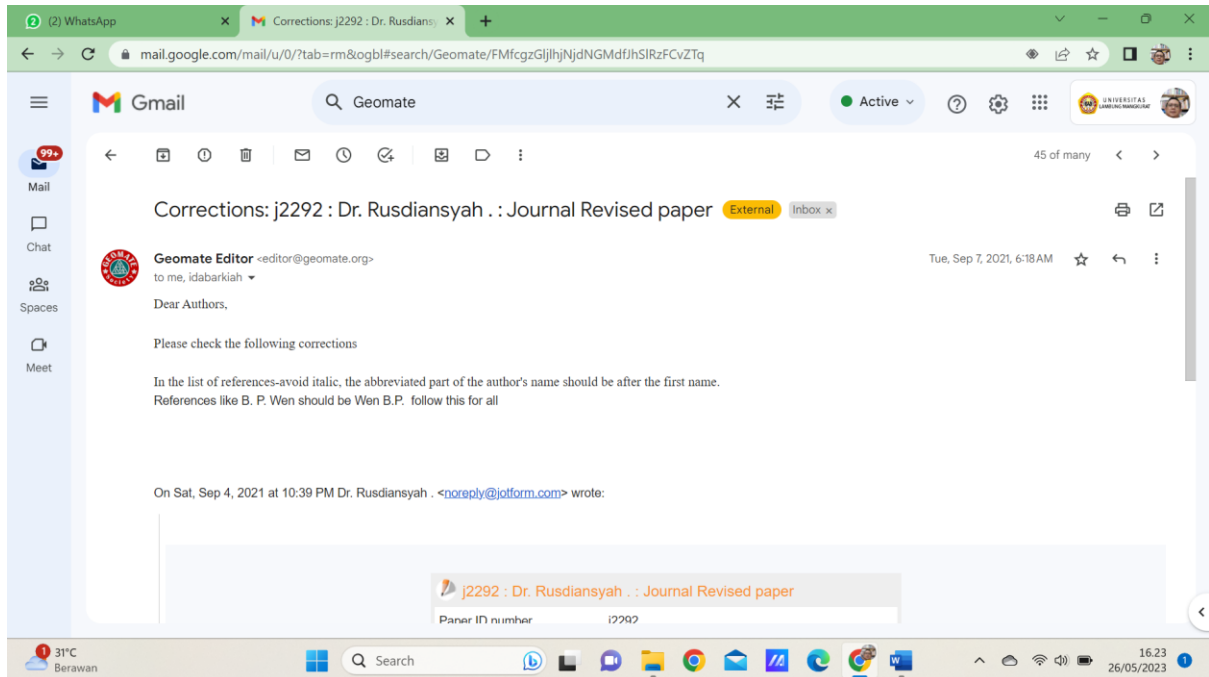 (2) WhatsApp
Corrections: j2292 : Dr. Rusdiansy
mail.google.com/mail/u/0/?tab=rm&ogbl#search/Geomate/FMfcgzGljlhjNjdNGMdfJhSlRzFCvZTq
Gmail
Geomate
Active
UNIVERSITAS
LAMBUNG MANGKURAT
99+
Mail
Chat
Spaces
Meet
45 of many
Corrections: j2292 : Dr. Rusdiansyah . : Journal Revised paper External Inbox x
Geomate Editor <editor@geomate.org>
Tue, Sep 7, 2021, 6:18 AM
to me, idabarkiah
Dear Authors,
Please check the following corrections
In the list of references-avoid italic, the abbreviated part of the author's name should be after the first name.
References like B. P. Wen should be Wen B.P. follow this for all
On Sat, Sep 4, 2021 at 10:39 PM Dr. Rusdiansyah . <noreply@jotform.com> wrote:
j2292 : Dr. Rusdiansyah . : Journal Revised paper
Paper ID number j2292
1
31°C
Berawan
Search
16.23
26/05/2023
1